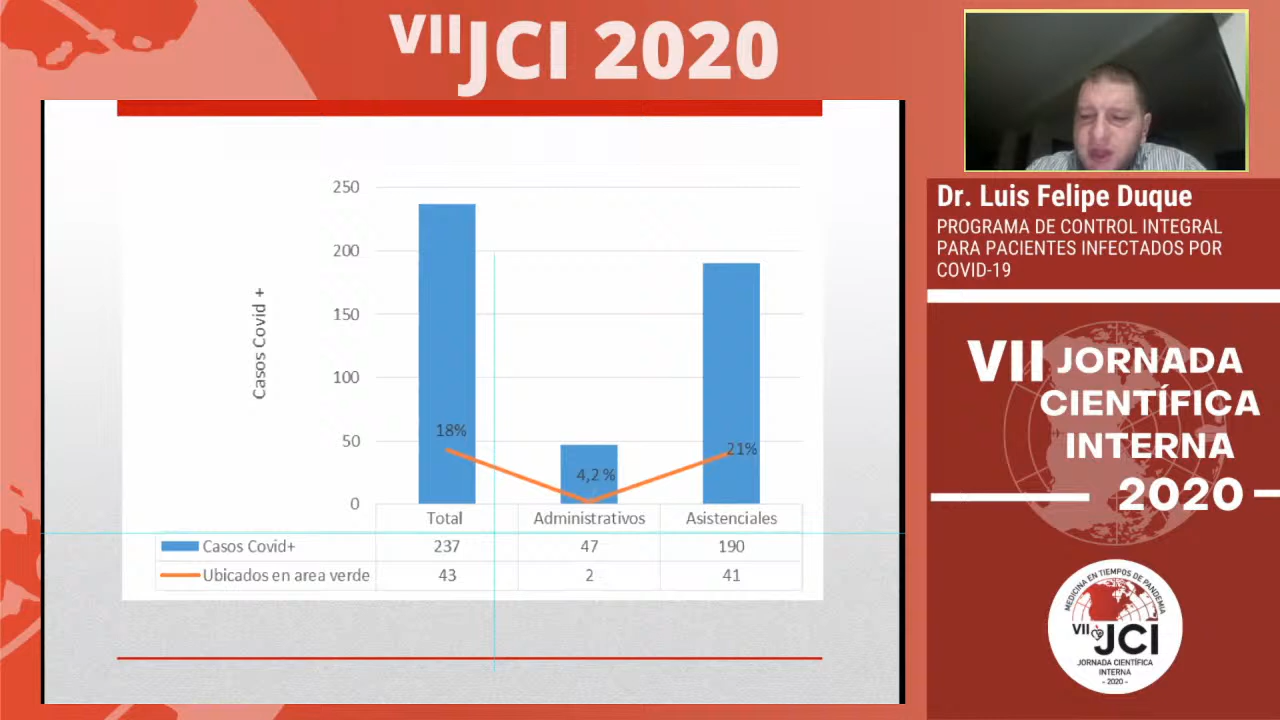 VII JCI 2020
250
200
150
100
50
0
Casos Covid +
18%
4,2 %
21%
Total Administrativos Asistenciales
Casos Covid+ 237 47 190
Ubicados en area verde 43 2 41
Dr. Luis Felipe Duque
PROGRAMA DE CONTROL INTEGRAL
PARA PACIENTES INFECTADOS POR
COVID-19
VII JORNADA
CIENTÍFICA
INTERNA
2020
MEDICINA EN TIEMPOS DE PANDEMIA
VII JCI
JORNADA CIENTÍFICA
INTERNA
- 2020 -